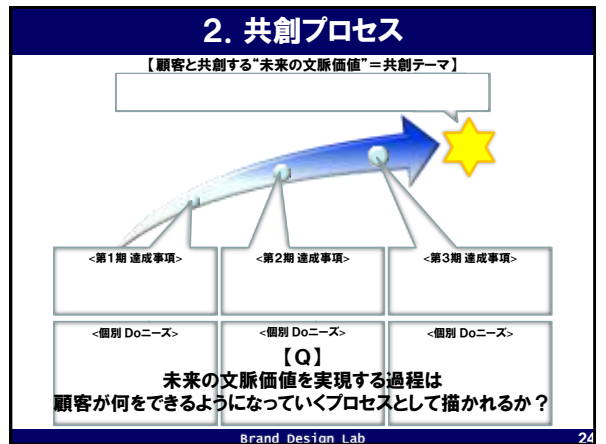 2．共創プロセス
【顧客と共創する“未来の文脈価値”＝共創テーマ】
<第1期 達成事項>
<第2期 達成事項>
<第3期 達成事項>
<個別 Doニーズ>
<個別 Doニーズ>
<個別 Doニーズ>
【Q】
未来の文脈価値を実現する過程は
顧客が何をできるようになっていくプロセスとして描かれるか？
Brand Design Lab
24